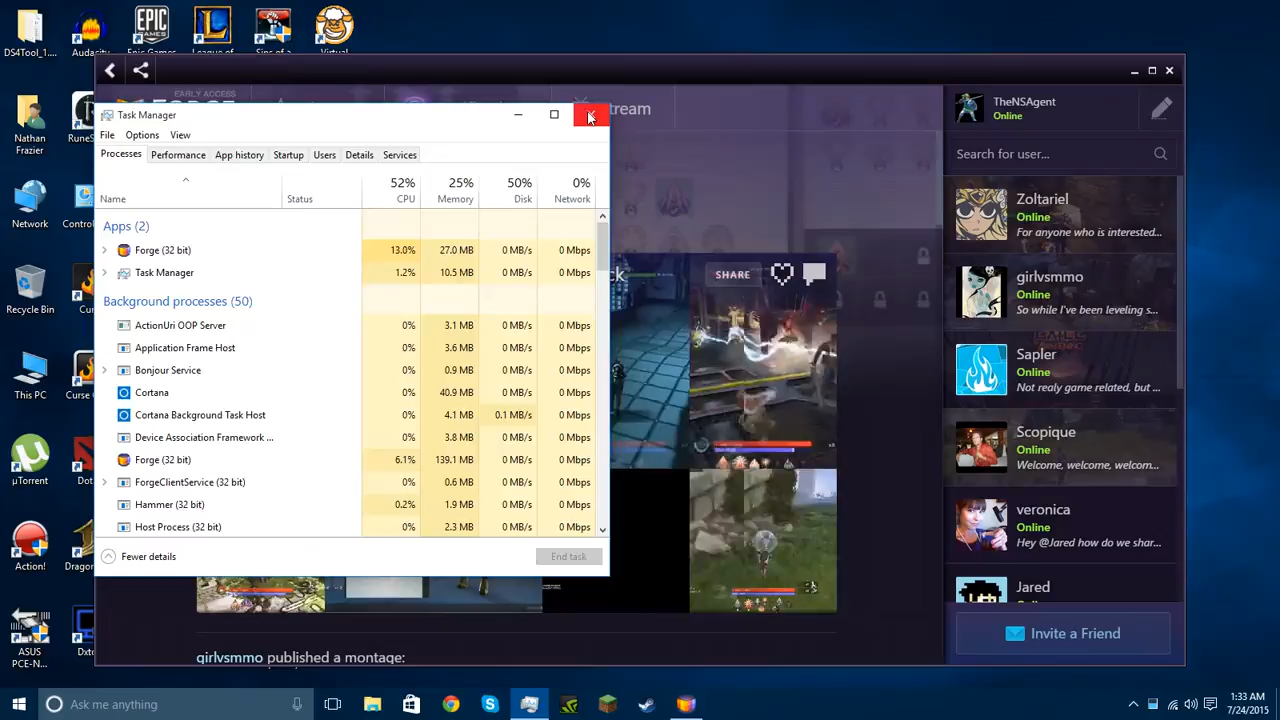 DS4Tool_1....
Audacity
Epic Games
League of
Sins of a
Virtual
EPIC
GAMES
Nathan
Frazier
RuneS
Network
Control
Recycle Bin
Cur
This PC
Curse
µTorrent
Dot
Action!
Dragon
ASUS
PCE-N...
Dxto
EARLY ACCESS
FORGE
tream
Task Manager
File
Options
View
Processes
Performance
App history
Startup
Users
Details
Services
52%
25%
50%
0%
Name
Status
CPU
Memory
Disk
Network
Apps (2)
Forge (32 bit) 13.0% 27.0 MB 0 MB/s 0 Mbps
Task Manager 1.2% 10.5 MB 0 MB/s 0 Mbps
Background processes (50)
ActionUri OOP Server 0% 3.1 MB 0 MB/s 0 Mbps
Application Frame Host 0% 3.6 MB 0 MB/s 0 Mbps
Bonjour Service 0% 0.9 MB 0 MB/s 0 Mbps
Cortana 0% 40.9 MB 0 MB/s 0 Mbps
Cortana Background Task Host 0% 4.1 MB 0.1 MB/s 0 Mbps
Device Association Framework ... 0% 3.8 MB 0 MB/s 0 Mbps
Forge (32 bit) 6.1% 139.1 MB 0 MB/s 0 Mbps
ForgeClientService (32 bit) 0% 0.6 MB 0 MB/s 0 Mbps
Hammer (32 bit) 0.2% 1.9 MB 0 MB/s 0 Mbps
Host Process (32 bit) 0% 2.3 MB 0 MB/s 0 Mbps
Fewer details
End task
ck
SHARE
girlvsmmo published a montage:
TheNSAgent
Online
Search for user...
Zoltariel
Online
For anyone who is interested...
girlvsmmo
Online
So while I've been leveling s...
Sapler
Online
Not realy game related, but ...
Scopique
Online
Welcome, welcome, welcom...
veronica
Online
Hey @Jared how do we shar...
Jared
Online
Invite a Friend
Ask me anything
1:33 AM
7/24/2015